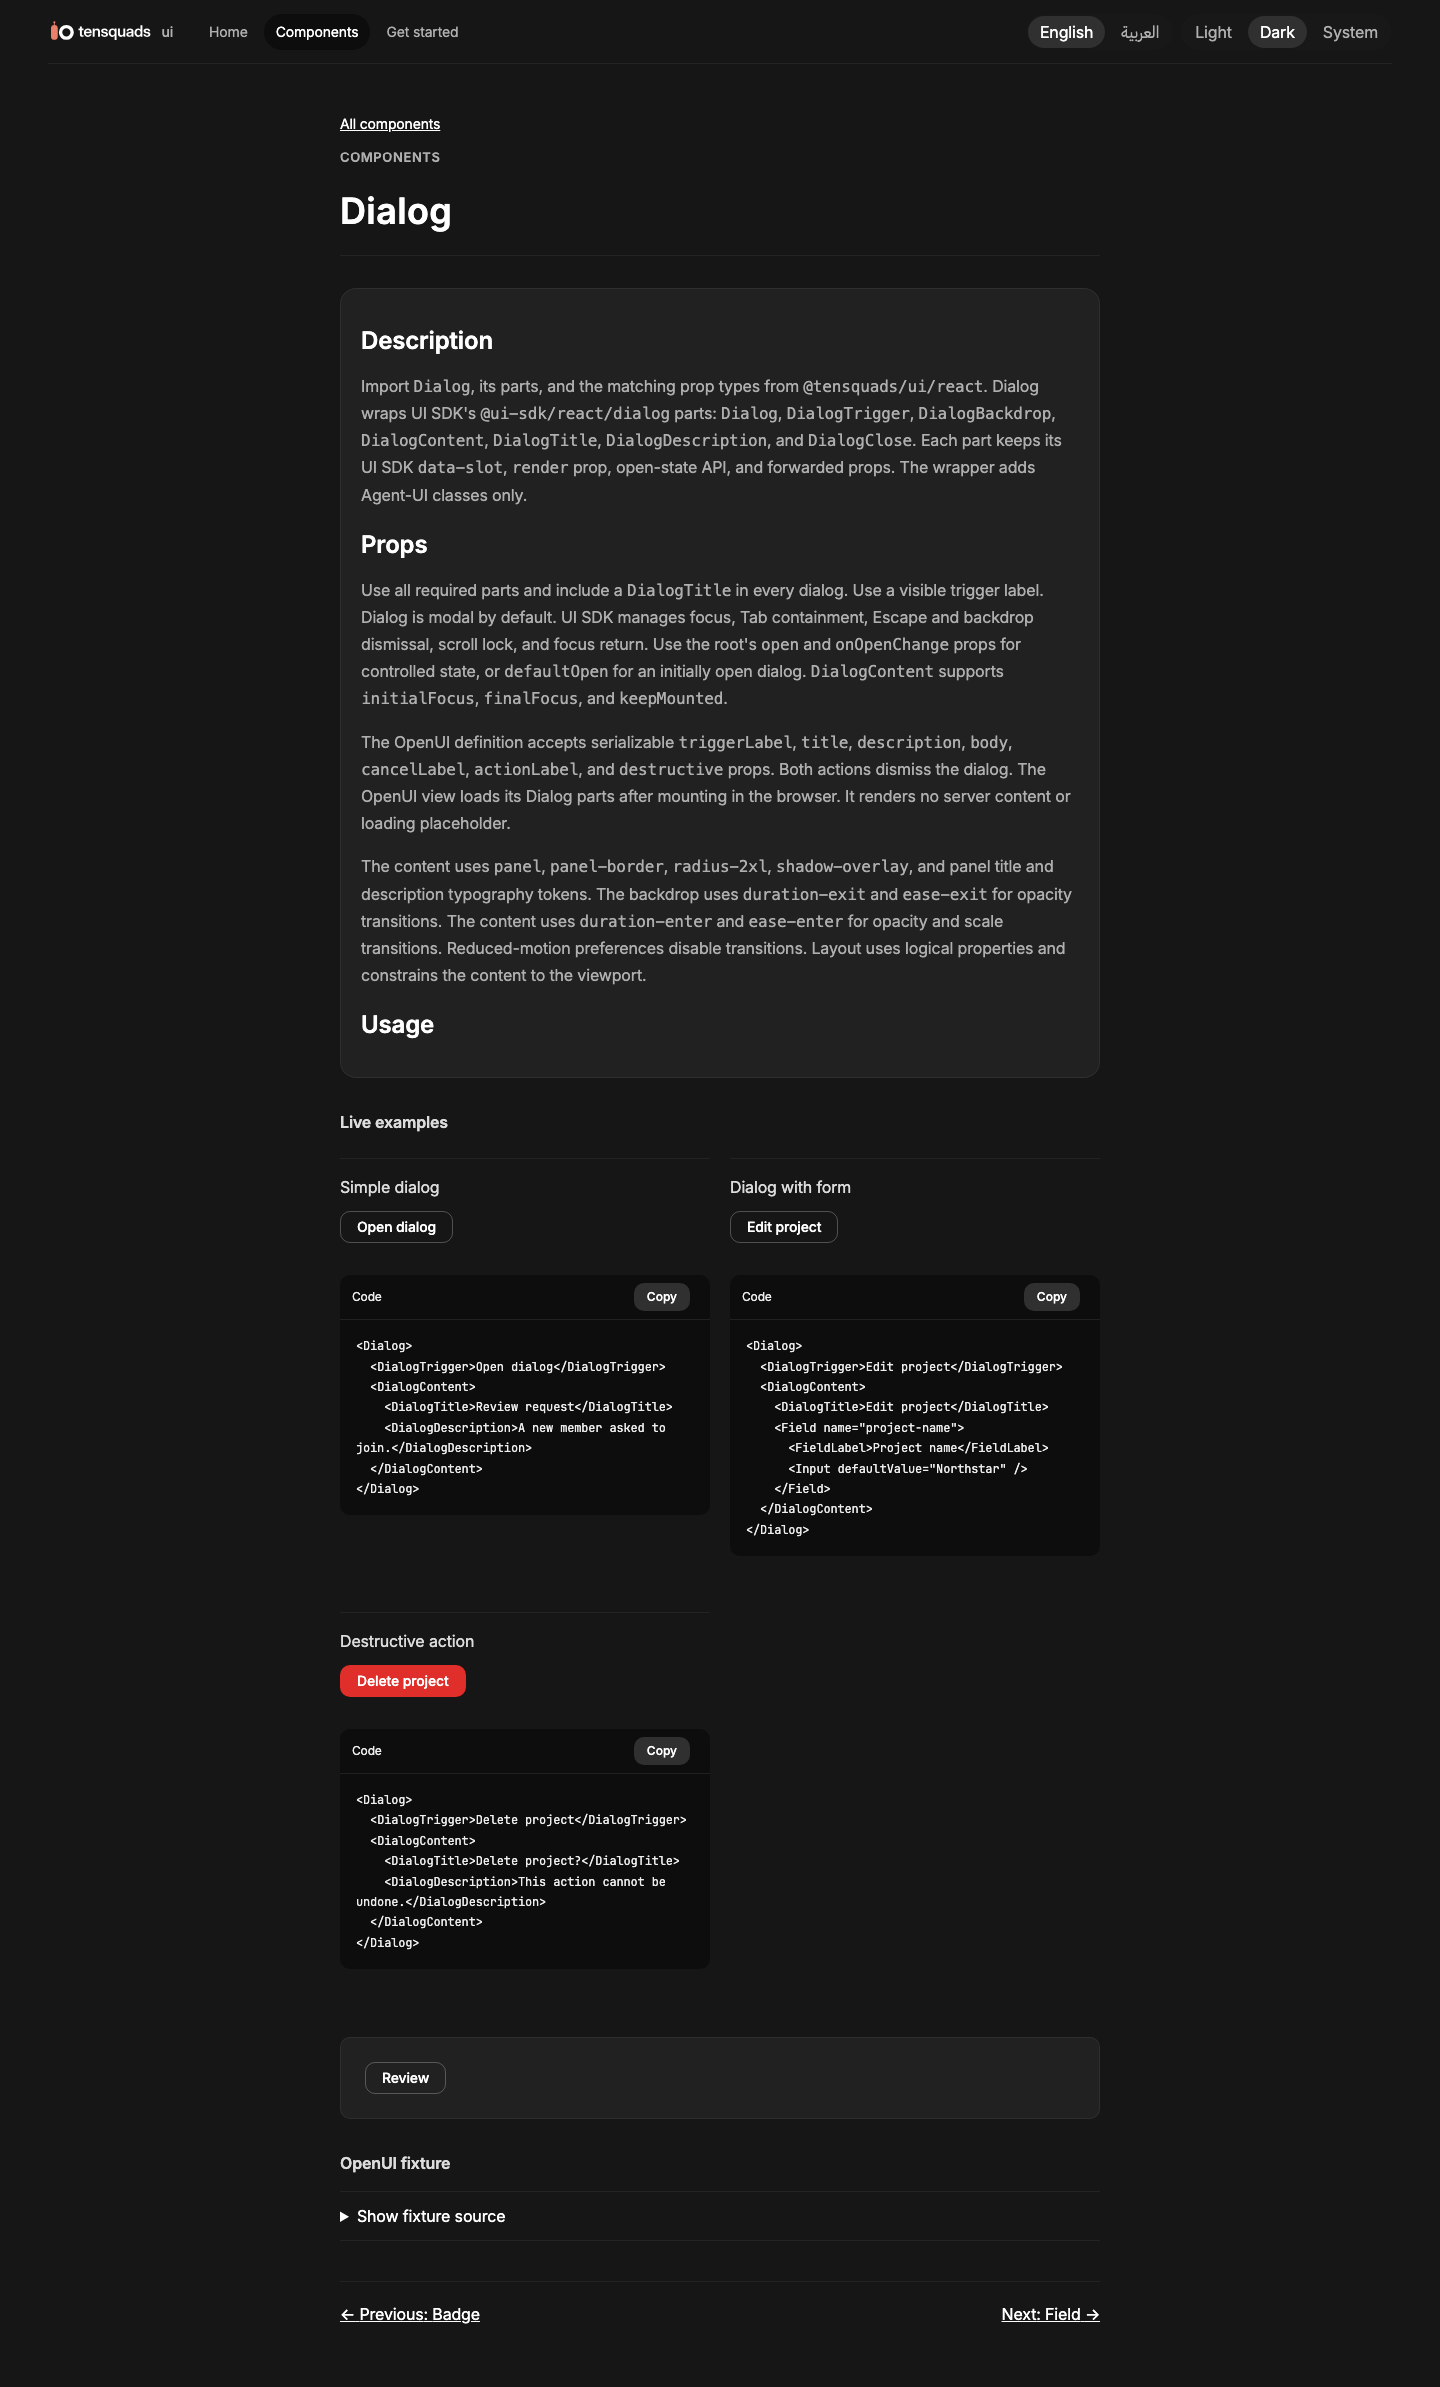 tensquads ui
Home
Components
Get started
English
العربية
Light
Dark
System
All components
COMPONENTS
Dialog
Description
Import Dialog, its parts, and the matching prop types from @tensquads/ui/react. Dialog
wraps UI SDK's @ui-sdk/react/dialog parts: Dialog, DialogTrigger, DialogBackdrop,
DialogContent, DialogTitle, DialogDescription, and DialogClose. Each part keeps its
UI SDK data-slot, render prop, open-state API, and forwarded props. The wrapper adds
Agent-UI classes only.
Props
Use all required parts and include a DialogTitle in every dialog. Use a visible trigger label.
Dialog is modal by default. UI SDK manages focus, Tab containment, Escape and backdrop
dismissal, scroll lock, and focus return. Use the root's open and onOpenChange props for
controlled state, or defaultOpen for an initially open dialog. DialogContent supports
initialFocus, finalFocus, and keepMounted.
The OpenUI definition accepts serializable triggerLabel, title, description, body,
cancelLabel, actionLabel, and destructive props. Both actions dismiss the dialog. The
OpenUI view loads its Dialog parts after mounting in the browser. It renders no server content or
loading placeholder.
The content uses panel, panel-border, radius-2xl, shadow-overlay, and panel title and
description typography tokens. The backdrop uses duration-exit and ease-exit for opacity
transitions. The content uses duration-enter and ease-enter for opacity and scale
transitions. Reduced-motion preferences disable transitions. Layout uses logical properties and
constrains the content to the viewport.
Usage
Live examples
Simple dialog
Open dialog
Code
Copy
<Dialog>
  <DialogTrigger>Open dialog</DialogTrigger>
  <DialogContent>
    <DialogTitle>Review request</DialogTitle>
    <DialogDescription>A new member asked to
join.</DialogDescription>
  </DialogContent>
</Dialog>
Dialog with form
Edit project
Code
Copy
<Dialog>
  <DialogTrigger>Edit project</DialogTrigger>
  <DialogContent>
    <DialogTitle>Edit project</DialogTitle>
    <Field name="project-name">
      <FieldLabel>Project name</FieldLabel>
      <Input defaultValue="Northstar" />
    </Field>
  </DialogContent>
</Dialog>
Destructive action
Delete project
Code
Copy
<Dialog>
  <DialogTrigger>Delete project</DialogTrigger>
  <DialogContent>
    <DialogTitle>Delete project?</DialogTitle>
    <DialogDescription>This action cannot be
undone.</DialogDescription>
  </DialogContent>
</Dialog>
Review
OpenUI fixture
▶ Show fixture source
← Previous: Badge
Next: Field →